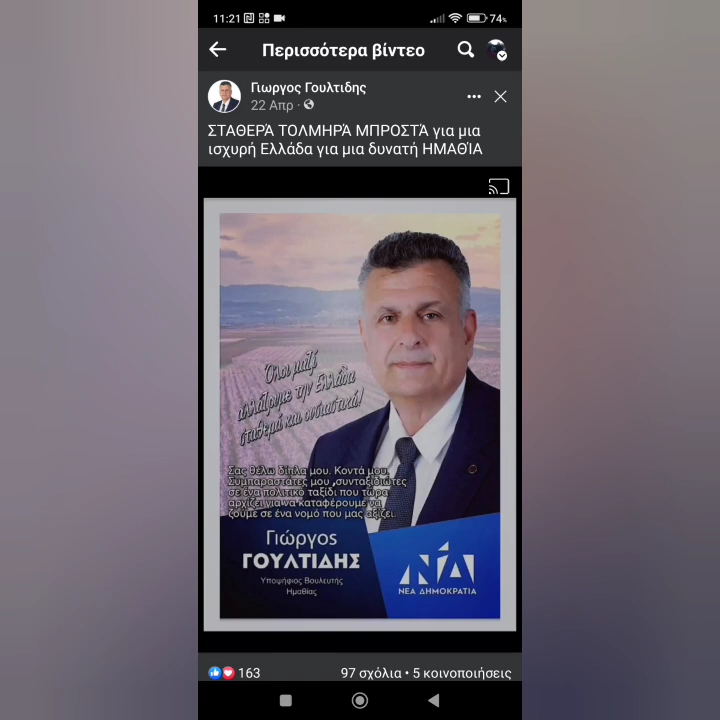 11:21
74%
Περισσότερα βίντεο
Γιωργος Γουλτιδης
22 Απρ ·
ΣΤΑΘΕΡΆ ΤΟΛΜΗΡΆ ΜΠΡΟΣΤΆ για μια
ισχυρή Ελλάδα για μια δυνατή ΗΜΑΘΊΑ
Όλοι μαζί
αλλάζουμε την Ελλάδα
σταθερά και ουσιαστικά!
Σας θέλω δίπλα μου. Κοντά μου.
Συμπαραστάτες μου ,συνταξιδιώτες
σε ένα πολιτικό ταξίδι που τώρα
αρχίζει για να καταφέρουμε να
ζούμε σε ένα νομό που μας αξίζει.
Γιώργος
ΓΟΥΛΤΙΔΗΣ
Υποψήφιος Βουλευτής
Ημαθίας
ΝΔ
ΝΕΑ ΔΗΜΟΚΡΑΤΙΑ
163
97 σχόλια • 5 κοινοποιήσεις